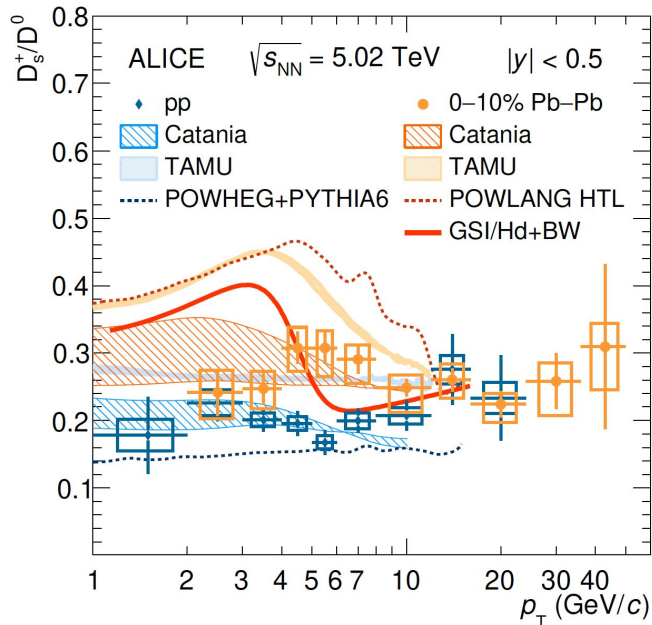 D_s^+/D^0
0.8
0.7
0.6
0.5
0.4
0.3
0.2
0.1
ALICE √s_NN = 5.02 TeV |y| < 0.5
pp
Catania
TAMU
POWHEG+PYTHIA6
0–10% Pb–Pb
Catania
TAMU
POWLANG HTL
GSI/Hd+BW
1 2 3 4 5 6 7 10 20 30 40
p_T (GeV/c)